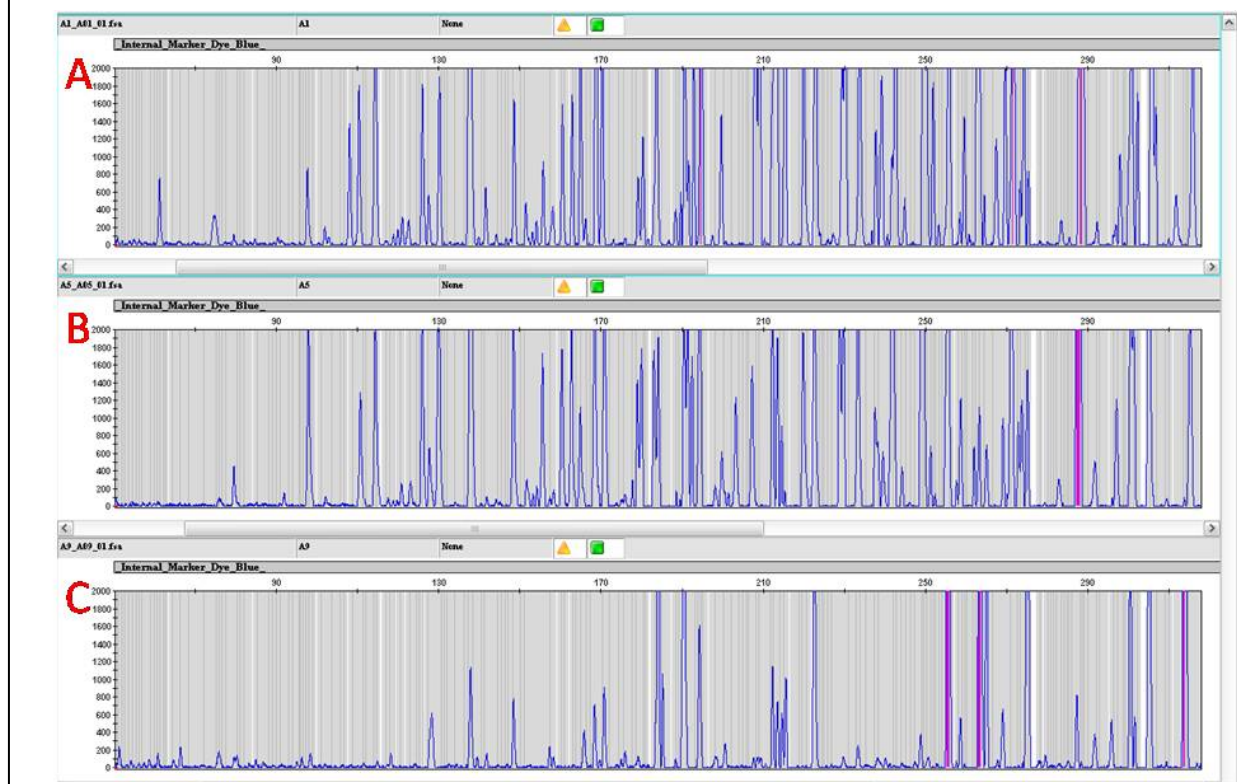 A1_A01_01.fsa A1 None
_Internal_Marker_Dye_Blue_
90 130 170 210 250 290
A
2000
1800
1600
1400
1200
1000
800
600
400
200
0
A5_A05_01.fsa A5 None
_Internal_Marker_Dye_Blue_
90 130 170 210 250 290
B
2000
1800
1600
1400
1200
1000
800
600
400
200
0
A9_A09_01.fsa A9 None
_Internal_Marker_Dye_Blue_
90 130 170 210 250 290
C
2000
1800
1600
1400
1200
1000
800
600
400
200
0